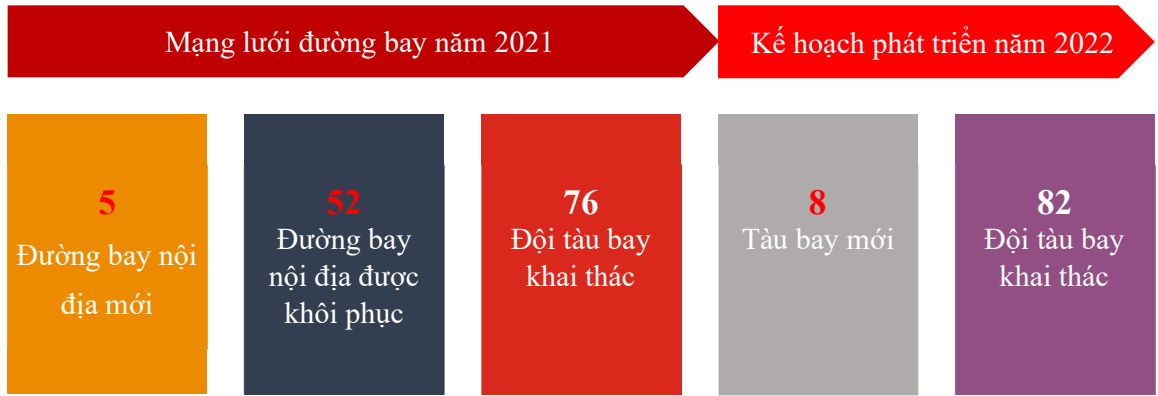 Mạng lưới đường bay năm 2021
Kế hoạch phát triển năm 2022
5
Đường bay nội
địa mới
52
Đường bay
nội địa được
khôi phục
76
Đội tàu bay
khai thác
8
Tàu bay mới
82
Đội tàu bay
khai thác